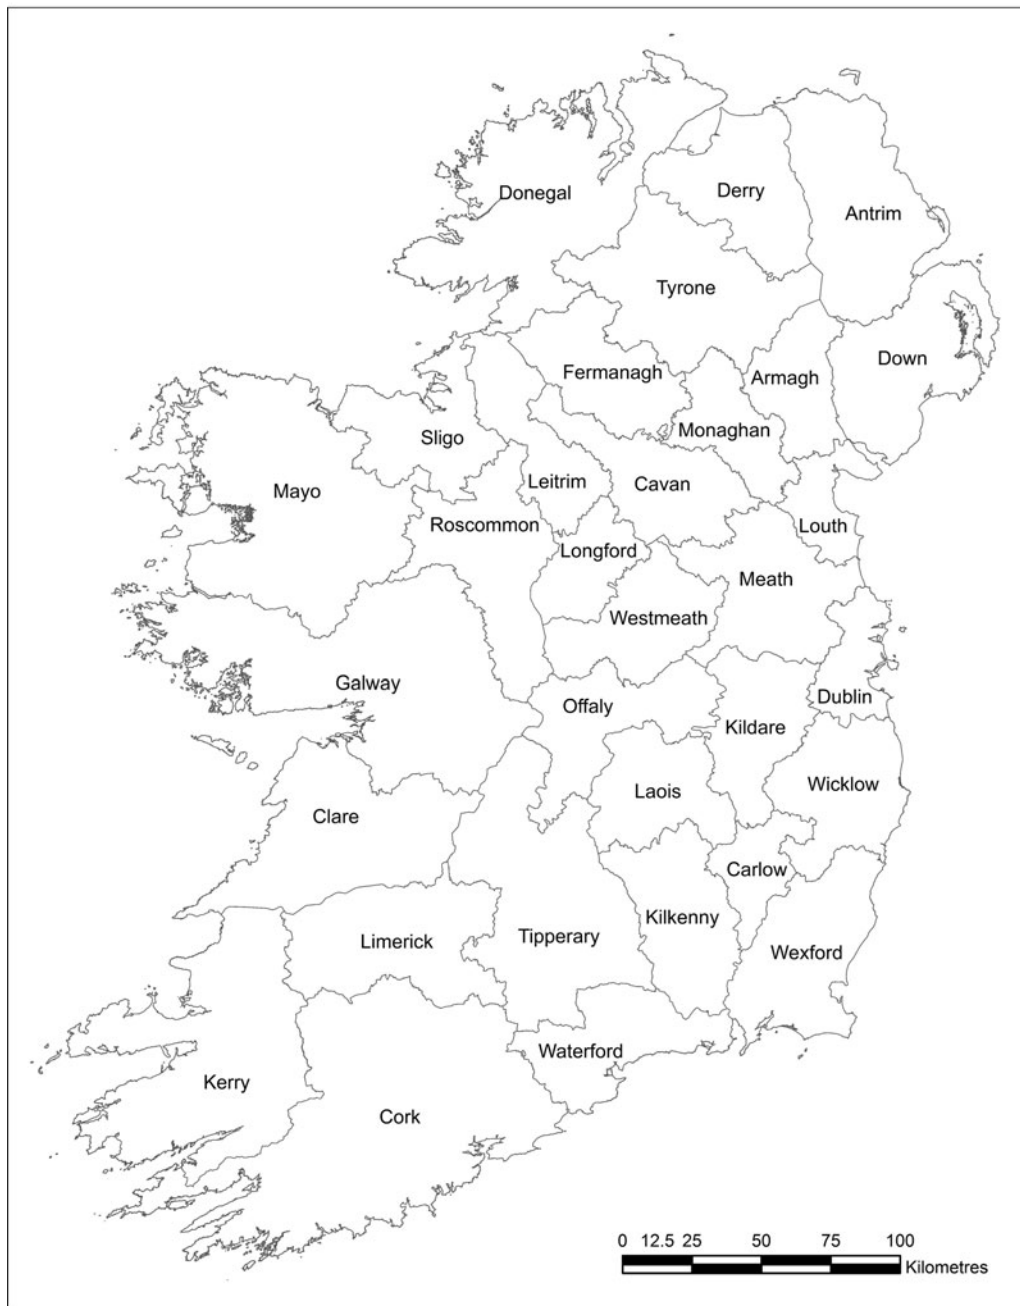 Donegal
Derry
Antrim
Tyrone
Down
Fermanagh
Armagh
Monaghan
Sligo
Leitrim
Cavan
Mayo
Roscommon
Louth
Longford
Meath
Westmeath
Galway
Offaly
Dublin
Kildare
Wicklow
Laois
Clare
Carlow
Kilkenny
Limerick
Tipperary
Wexford
Waterford
Kerry
Cork
0 12.5 25 50 75 100
Kilometres